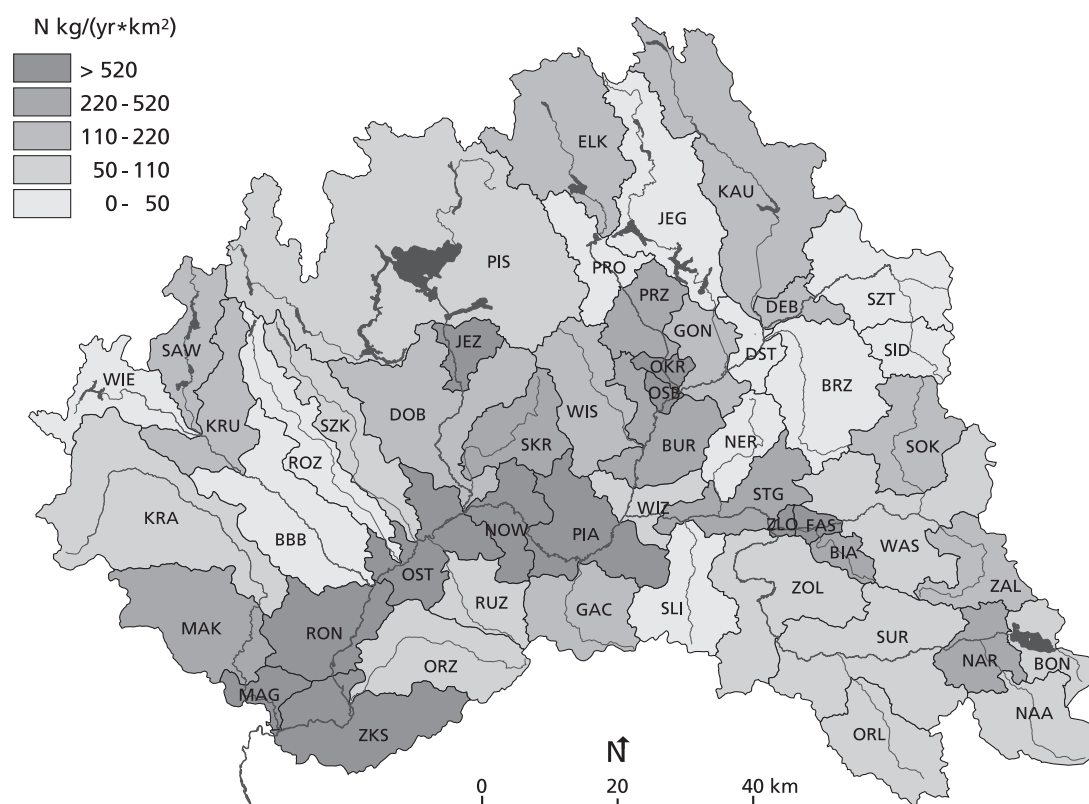 N kg/(yr*km²)
> 520
220 - 520
110 - 220
50 - 110
0 - 50
ELK
KAU
JEG
PIS
PRO
PRZ
DEB
SZT
GON
JEZ
SAW
DST
SID
OKR
WIE
BRZ
OSB
DOB
WIS
KRU
SZK
SKR
BUR
NER
SOK
ROZ
STG
WIZ
KRA
ZLO
FAS
NOW
PIA
BBB
WAS
BIA
OST
ZOL
ZAL
RUZ
GAC
SLI
MAK
RON
SUR
ORZ
NAR
BON
MAG
NAA
ZKS
ORL
N
0 20 40 km